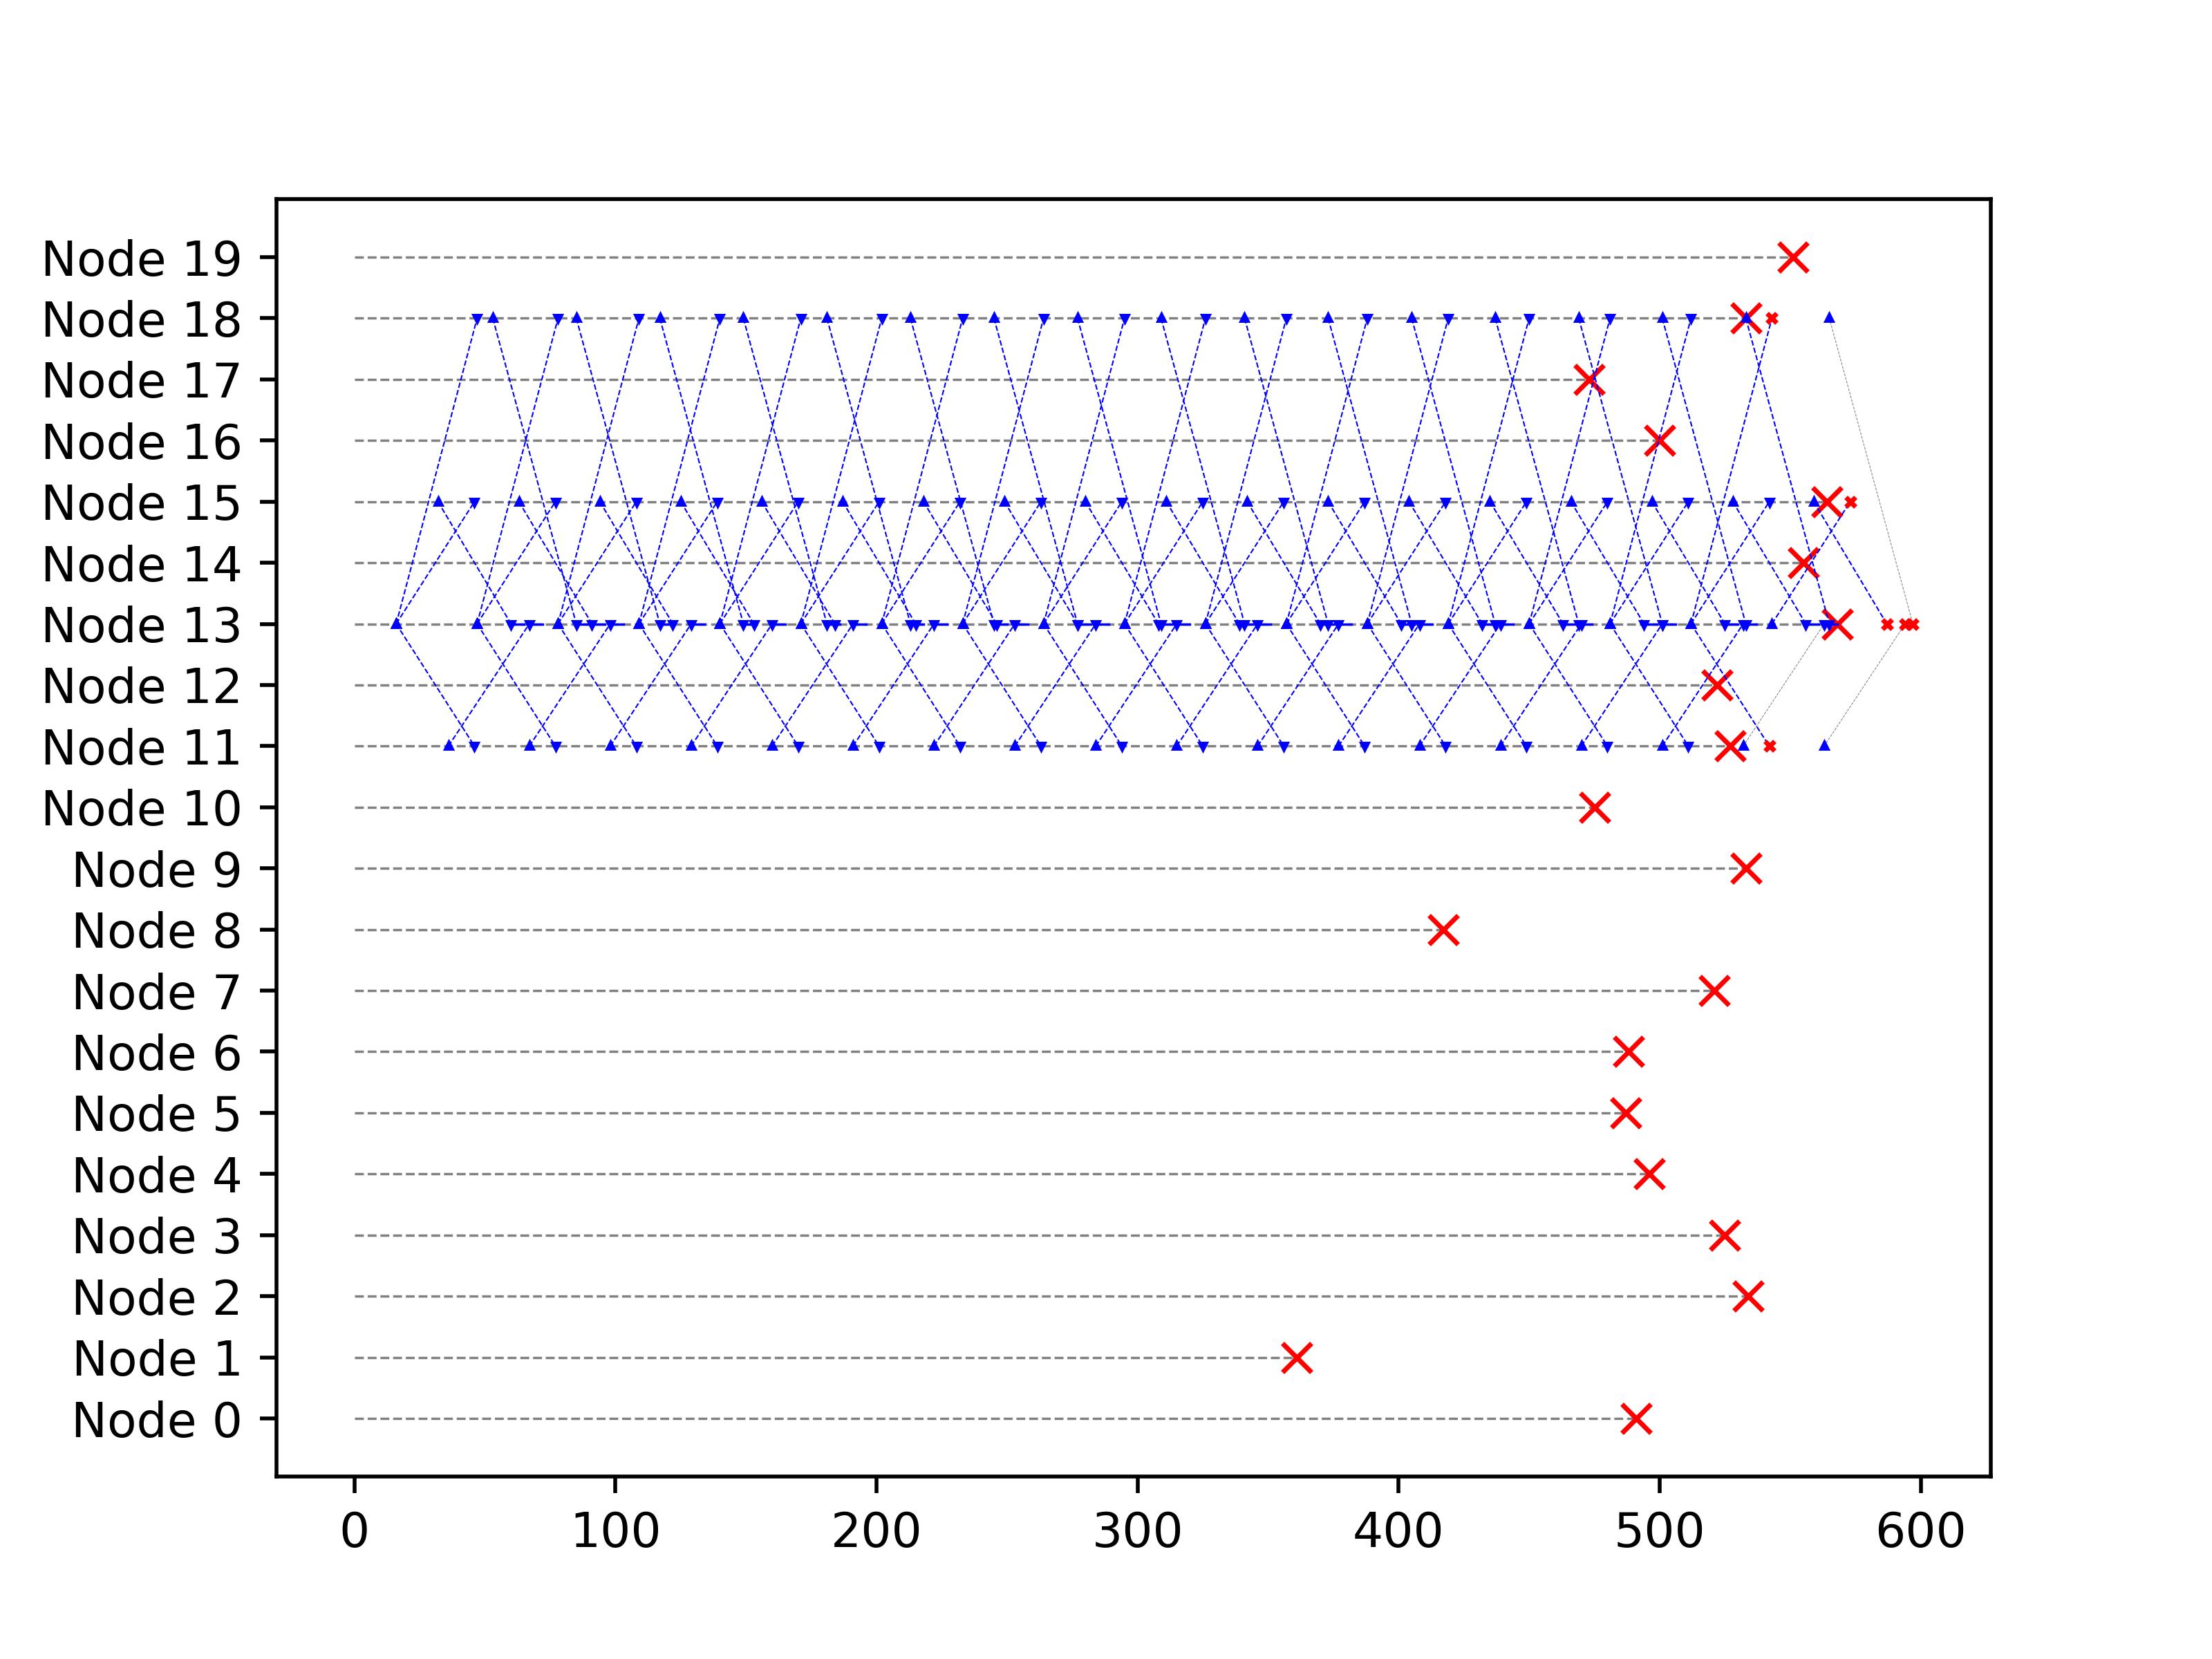 Node 19
Node 18
Node 17
Node 16
Node 15
Node 14
Node 13
Node 12
Node 11
Node 10
Node 9
Node 8
Node 7
Node 6
Node 5
Node 4
Node 3
Node 2
Node 1
Node 0
0 100 200 300 400 500 600